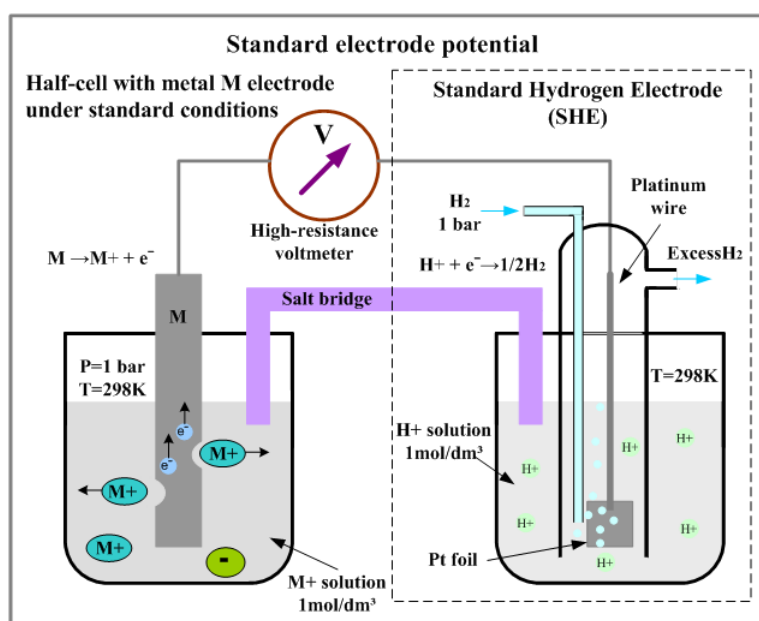 Standard electrode potential
Half-cell with metal M electrode
under standard conditions
Standard Hydrogen Electrode
(SHE)
V
High-resistance
voltmeter
H₂
1 bar
Platinum
wire
M →M+ + e⁻
H+ + e⁻→1/2H₂
ExcessH₂
Salt bridge
M
P=1 bar
T=298K
T=298K
e⁻
e⁻
M+
M+
M+
-
H+ solution
1mol/dm³
H+
H+
H+
H+
H+
H+
H+
Pt foil
M+ solution
1mol/dm³